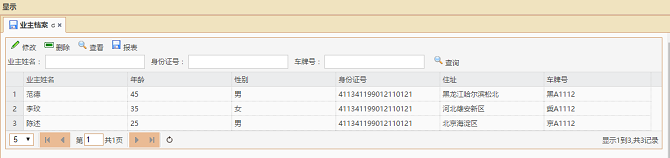 显示
业主档案
修改 删除 查看 报表
业主姓名： 身份证号： 车牌号： 查询
业主姓名 年龄 性别 身份证号 住址 车牌号
1 范德 45 男 411341199012110121 黑龙江哈尔滨松北 黑A1112
2 李玟 35 女 411341199012110121 河北雄安新区 冀A1112
3 陈述 25 男 411341199012110121 北京海淀区 京A1112
5 第 1 共1页 显示1到3,共3记录